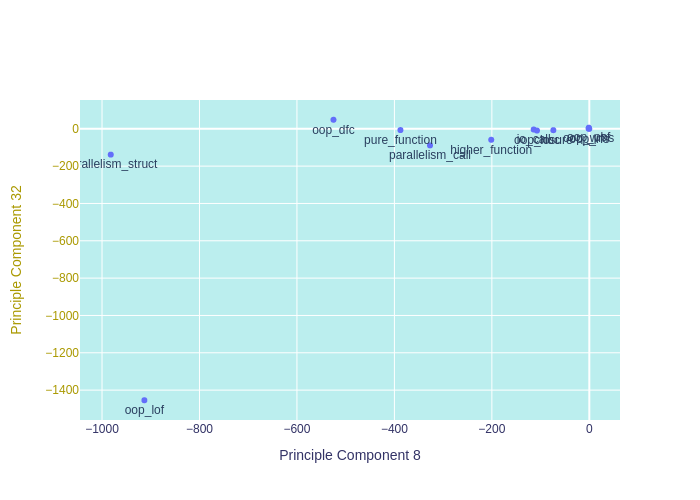 0
−200
−400
−600
−800
−1000
−1200
−1400
Principle Component 32
oop_dfc
pure_function
parallelism_call
higher_function
rallelism_struct
oop_lof
−1000
−800
−600
−400
−200
0
Principle Component 8